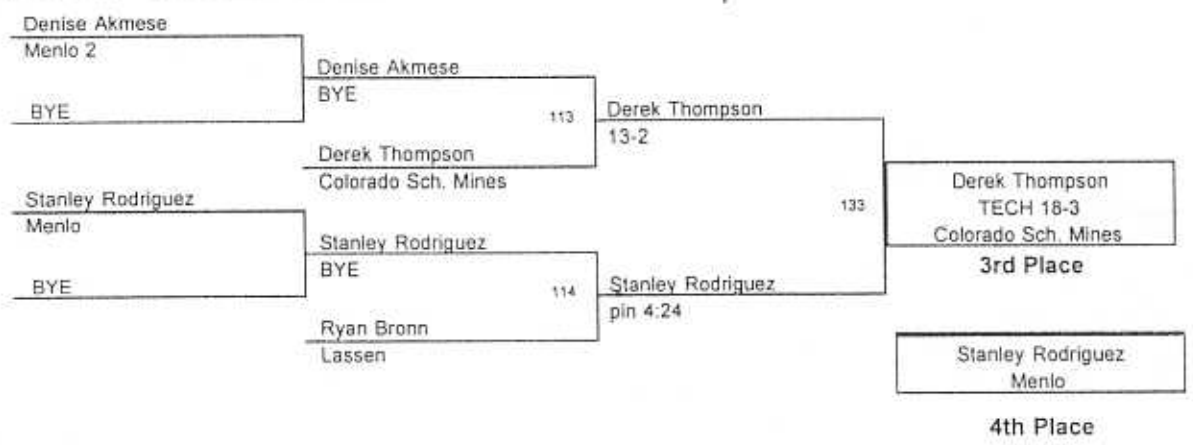 Denise Akmese
Menlo 2
BYE
Denise Akmese
BYE
113
Derek Thompson
Colorado Sch. Mines
Derek Thompson
13-2
Stanley Rodriguez
Menlo
BYE
Stanley Rodriguez
BYE
114
Ryan Bronn
Lassen
Stanley Rodriguez
pin 4:24
133
Derek Thompson
TECH 18-3
Colorado Sch. Mines
3rd Place
Stanley Rodriguez
Menlo
4th Place